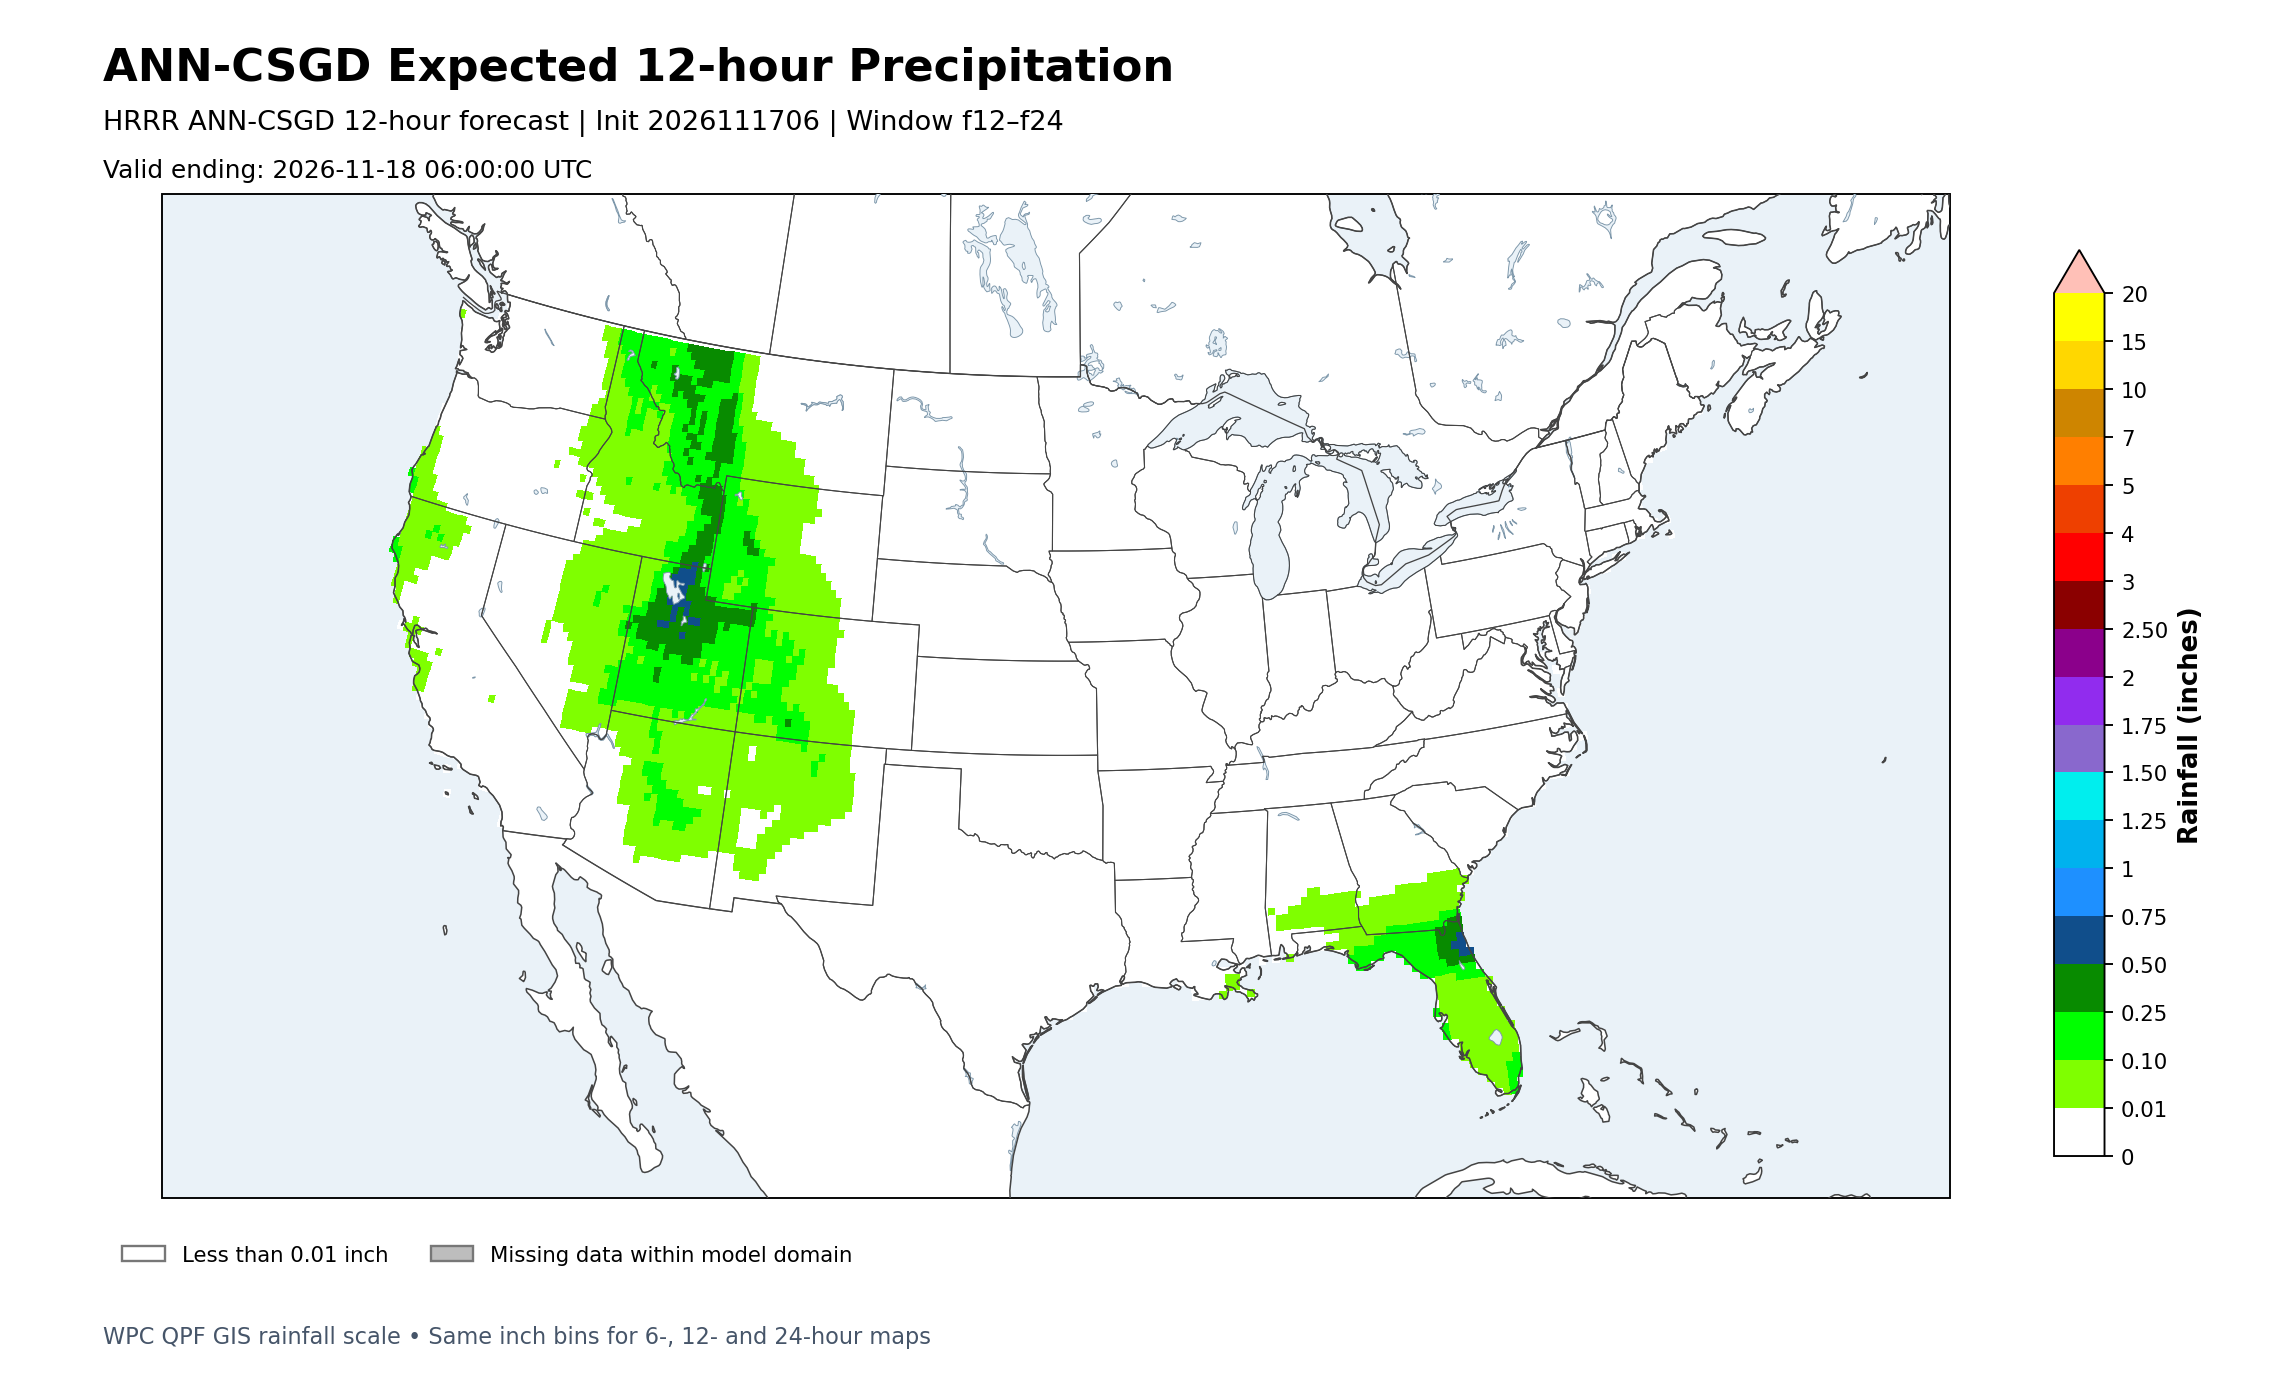 ANN-CSGD Expected 12-hour Precipitation
HRRR ANN-CSGD 12-hour forecast | Init 2026111706 | Window f12–f24
Valid ending: 2026-11-18 06:00:00 UTC
20
15
10
7
5
4
3
2.50
2
1.75
1.50
1.25
1
0.75
0.50
0.25
0.10
0.01
0
Rainfall (inches)
Less than 0.01 inch
Missing data within model domain
WPC QPF GIS rainfall scale • Same inch bins for 6-, 12- and 24-hour maps